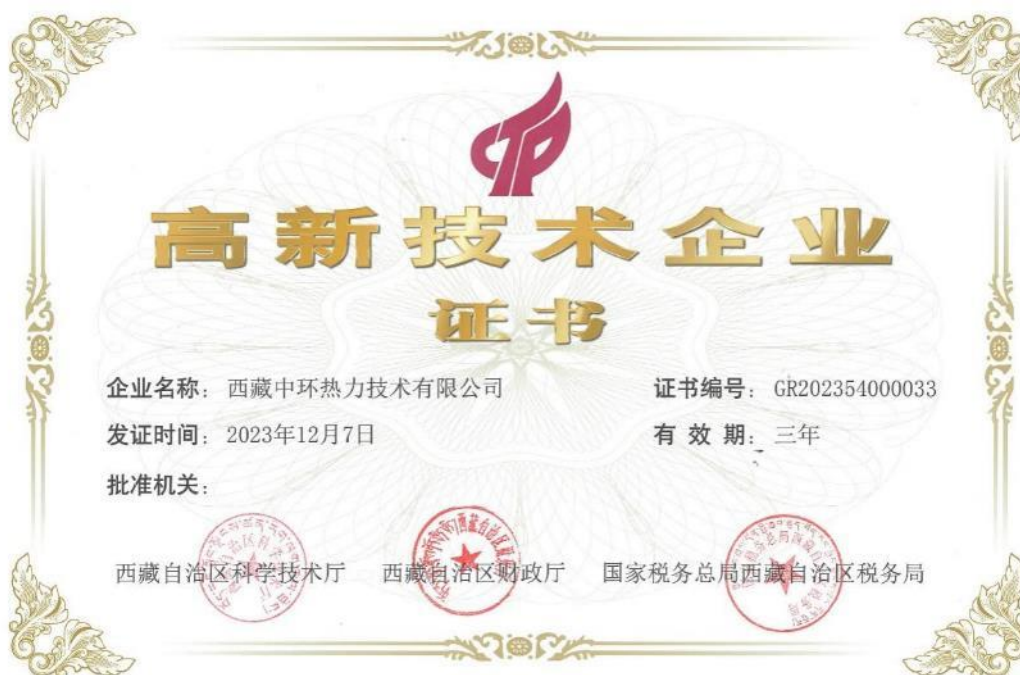 高新技术企业
证书
企业名称：西藏中环热力技术有限公司
证书编号：GR202354000033
发证时间：2023年12月7日
有 效 期：三年
批准机关：
西藏自治区科学技术厅
西藏自治区财政厅
国家税务总局西藏自治区税务局